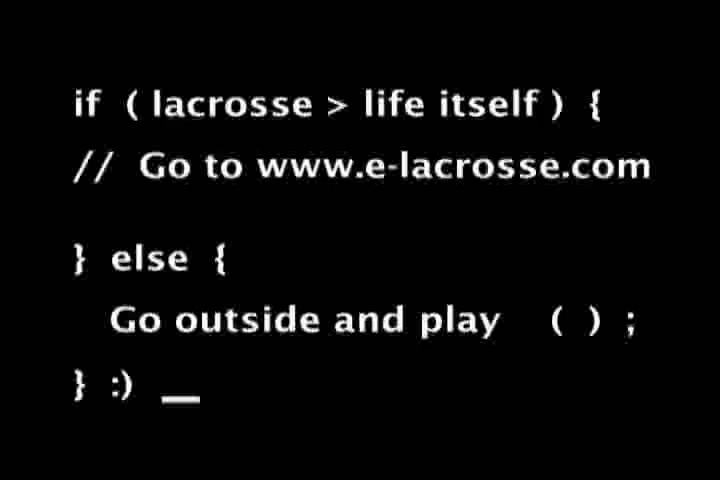 if ( lacrosse > life itself ) {
// Go to www.e-lacrosse.com
} else {
Go outside and play ( ) ;
} :) _